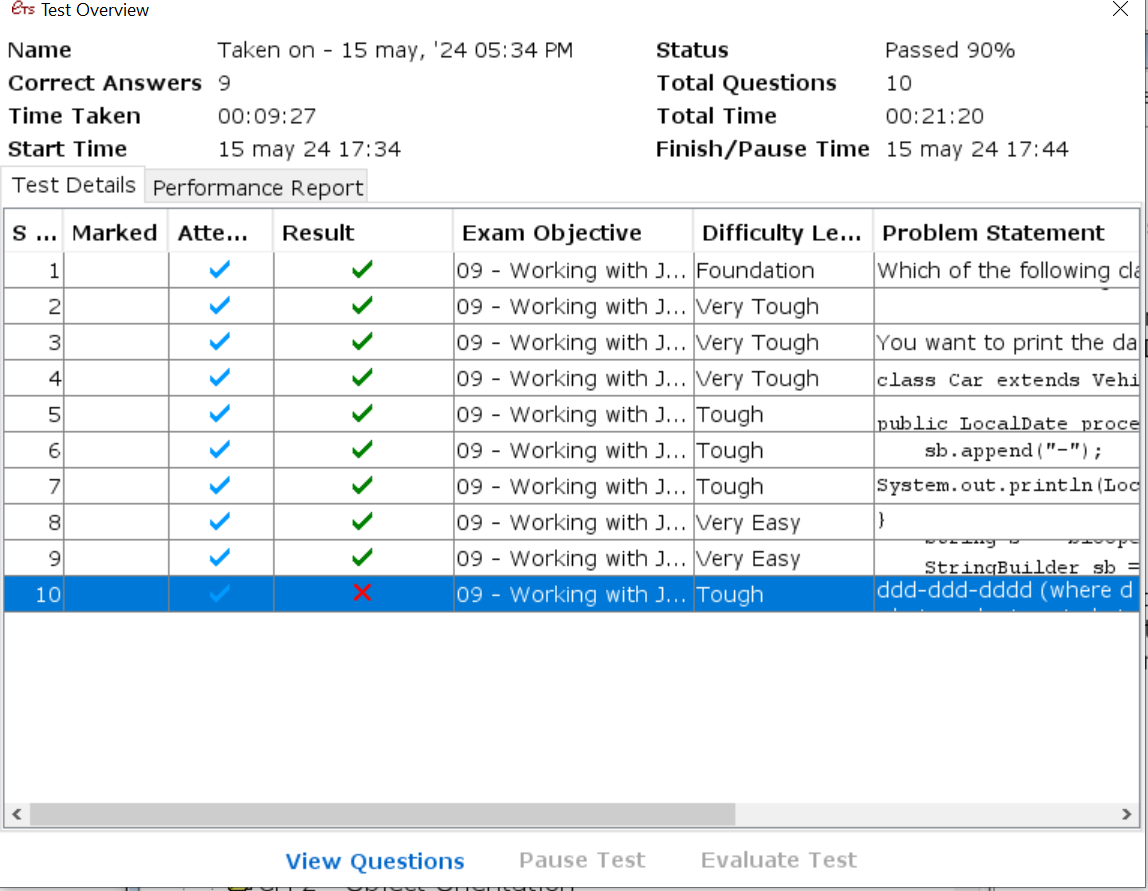 ETS Test Overview
Name Taken on - 15 may, '24 05:34 PM Status Passed 90%
Correct Answers 9 Total Questions 10
Time Taken 00:09:27 Total Time 00:21:20
Start Time 15 may 24 17:34 Finish/Pause Time 15 may 24 17:44
Test Details Performance Report
S ... Marked Atte... Result Exam Objective Difficulty Le... Problem Statement
1 09 - Working with J... Foundation Which of the following cla
2 09 - Working with J... Very Tough
3 09 - Working with J... Very Tough You want to print the da
4 09 - Working with J... Very Tough class Car extends Vehi
5 09 - Working with J... Tough public LocalDate proce
6 09 - Working with J... Tough sb.append("-");
7 09 - Working with J... Tough System.out.println(Loc
8 09 - Working with J... Very Easy }
9 09 - Working with J... Very Easy StringBuilder sb =
10 09 - Working with J... Tough ddd-ddd-dddd (where d
View Questions Pause Test Evaluate Test